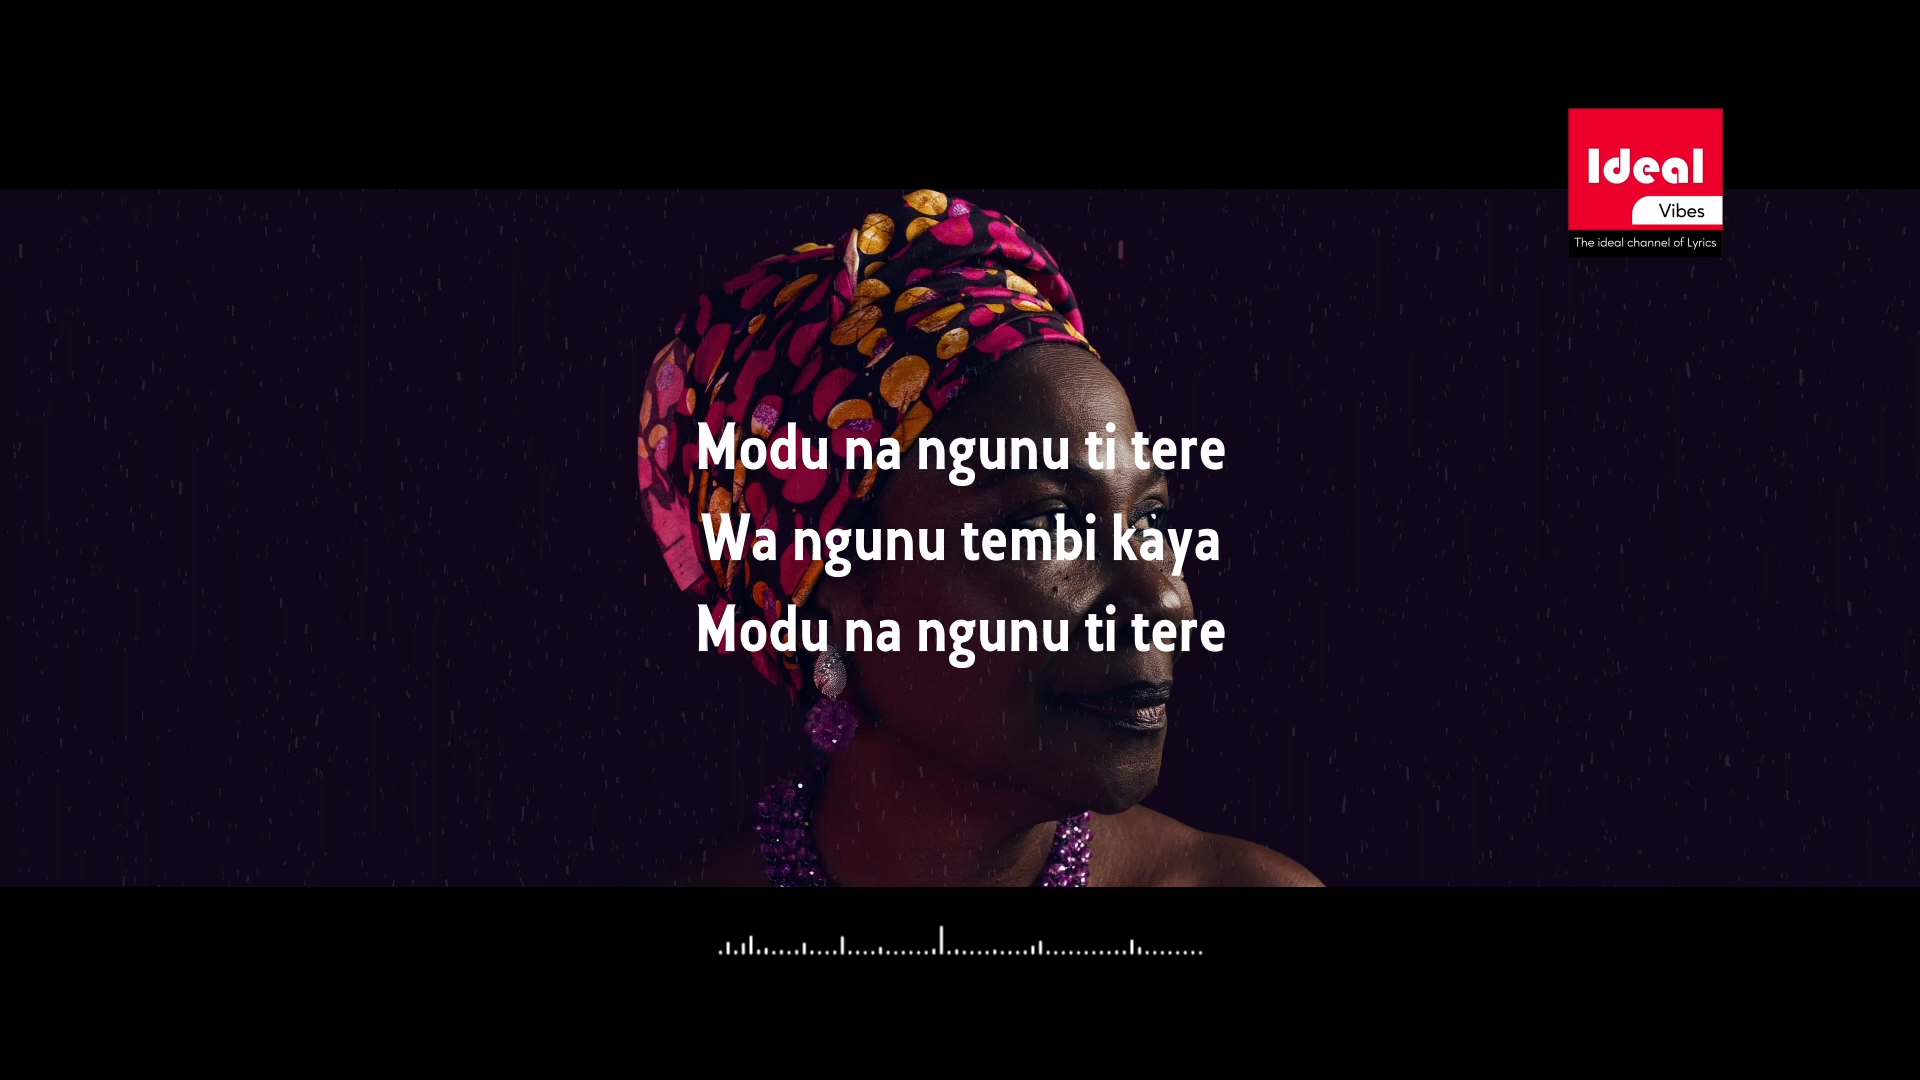 Ideal
Vibes
The ideal channel of Lyrics
Modu na ngunu ti tere
Wa ngunu tembi kaya
Modu na ngunu ti tere